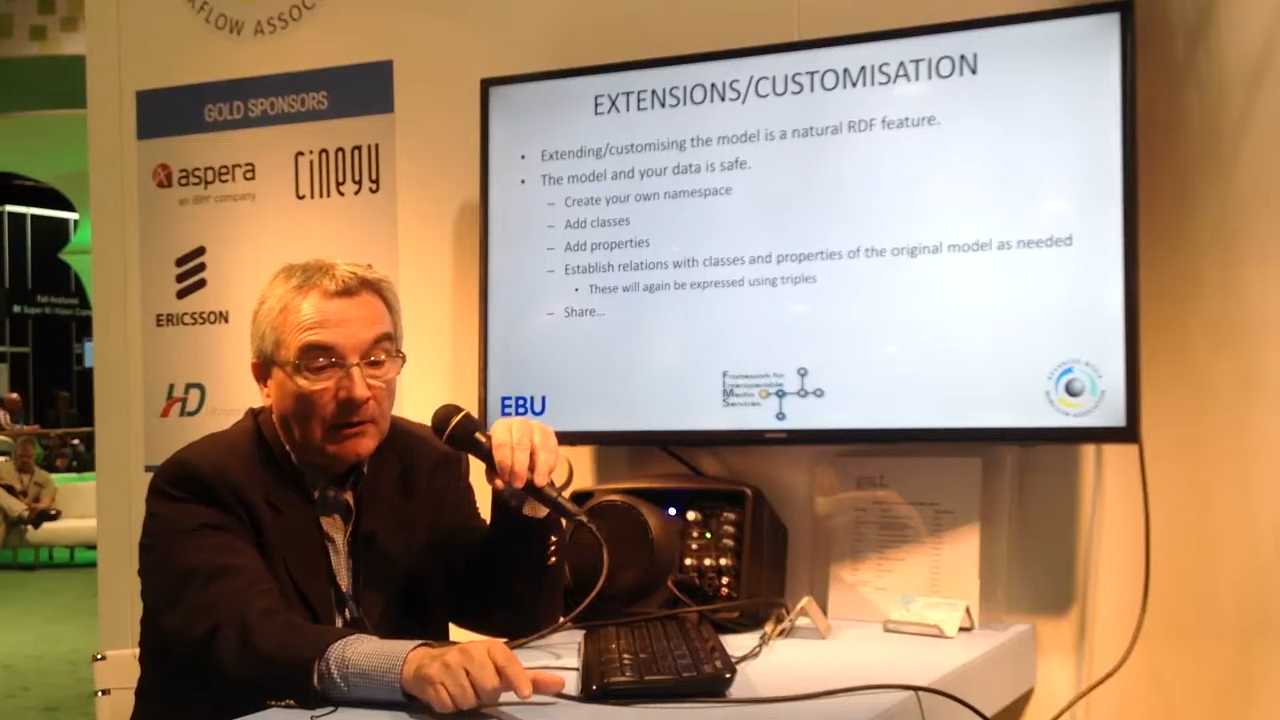 KFLOW ASSOC
GOLD SPONSORS
aspera
an IBM company
CINEGY
ERICSSON
HD
EXTENSIONS/CUSTOMISATION
• Extending/customising the model is a natural RDF feature.
• The model and your data is safe.
– Create your own namespace
– Add classes
– Add properties
– Establish relations with classes and properties of the original model as needed
• These will again be expressed using triples
– Share...
EBU
Framework for
Interoperable
Media
Services